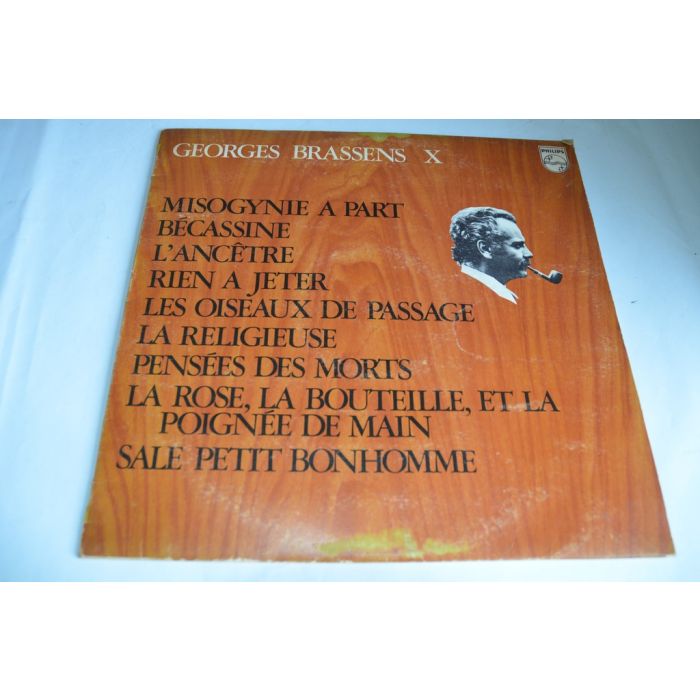 GEORGES BRASSENS X
PHILIPS
MISOGYNIE A PART
BECASSINE
L'ANCÊTRE
RIEN A JETER
LES OISEAUX DE PASSAGE
LA RELIGIEUSE
PENSÉES DES MORTS
LA ROSE, LA BOUTEILLE, ET LA
POIGNÉE DE MAIN
SALE PETIT BONHOMME